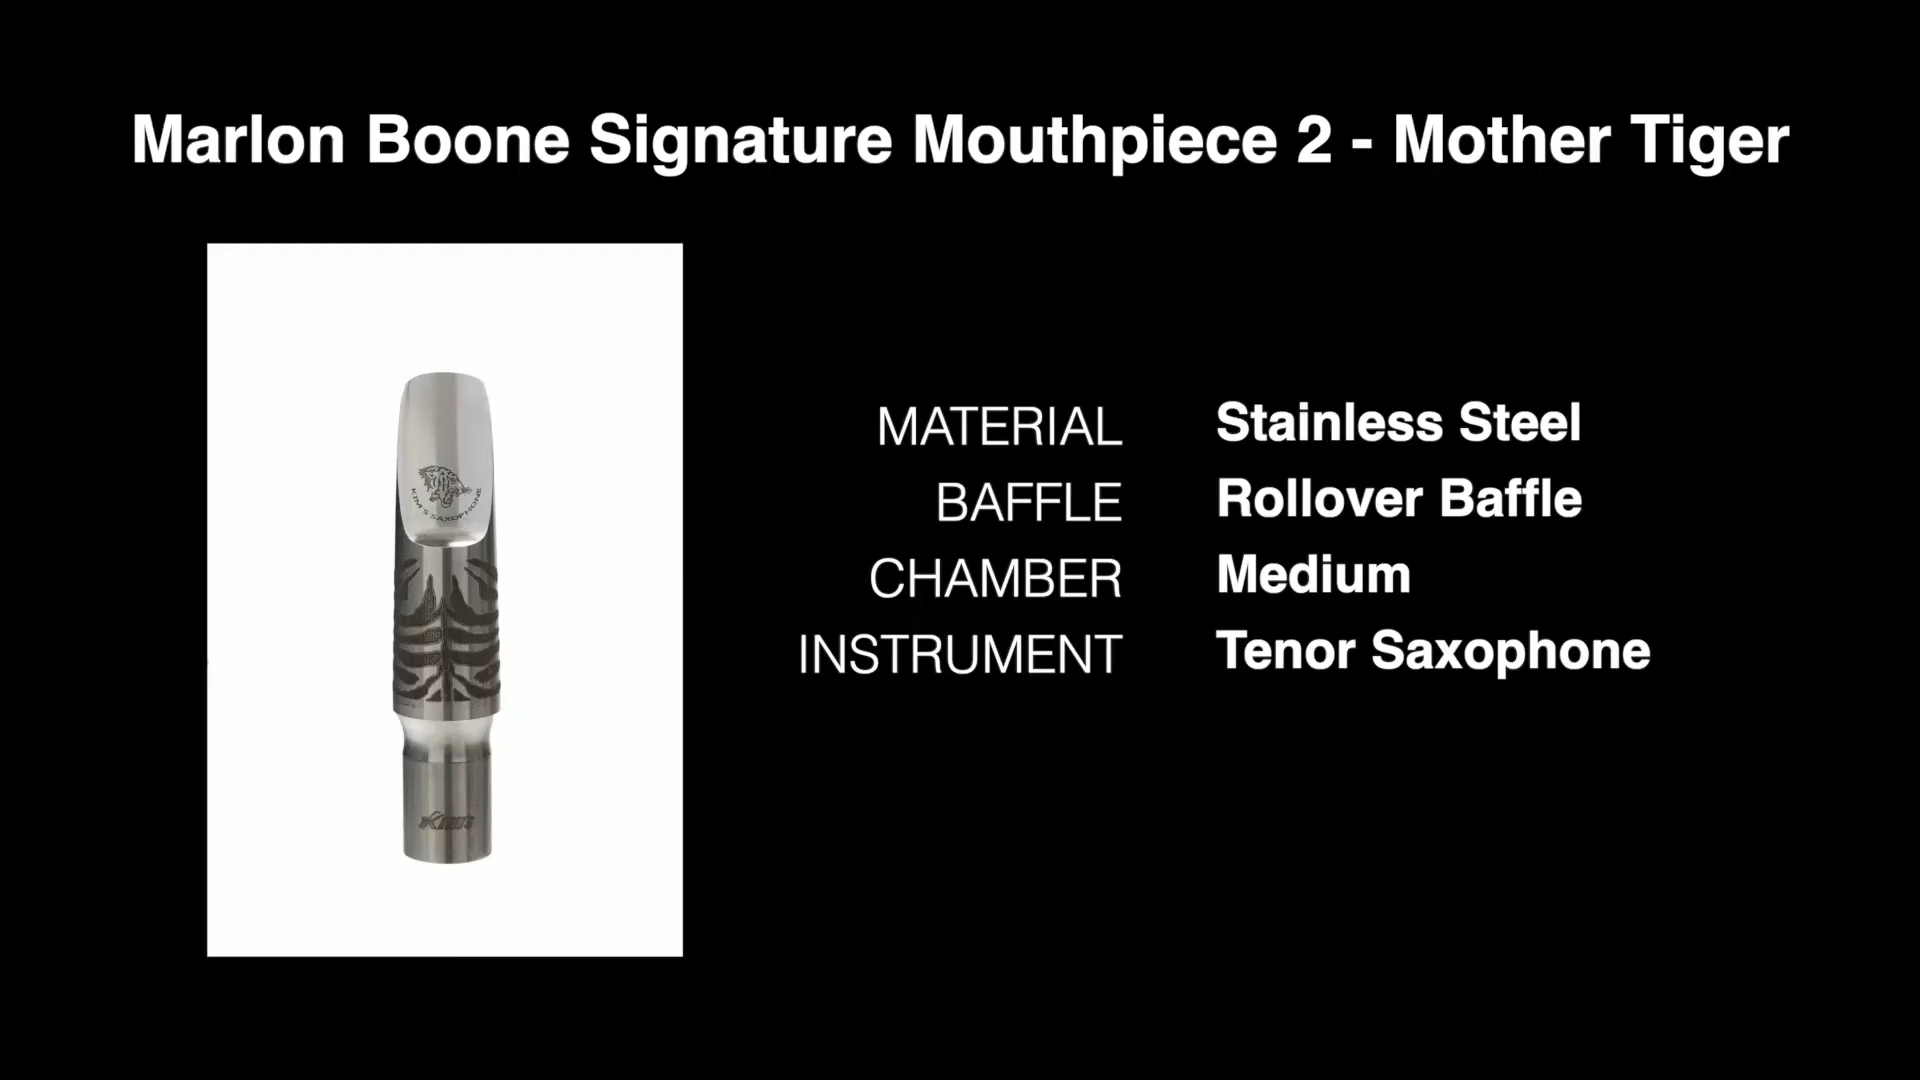 Marlon Boone Signature Mouthpiece 2 - Mother Tiger
KIM'S SAXOPHONE
Kim
MATERIAL Stainless Steel
BAFFLE Rollover Baffle
CHAMBER Medium
INSTRUMENT Tenor Saxophone